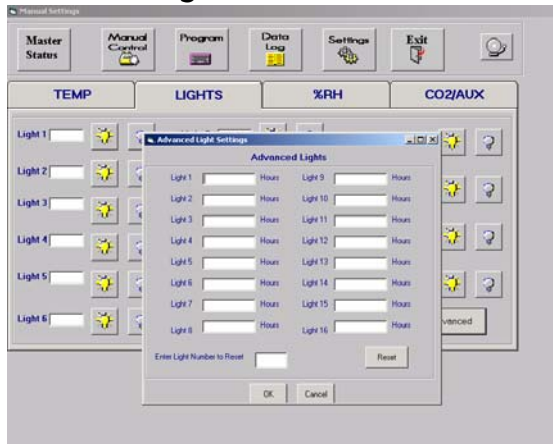 Manual Settings
Master Status
Manual Control
Program
Data Log
Settings
Exit
TEMP
LIGHTS
%RH
CO2/AUX
Light 1
Light 2
Light 3
Light 4
Light 5
Light 6
Advanced Light Settings
Advanced Lights
Light 1 Hours Light 9 Hours
Light 2 Hours Light 10 Hours
Light 3 Hours Light 11 Hours
Light 4 Hours Light 12 Hours
Light 5 Hours Light 13 Hours
Light 6 Hours Light 14 Hours
Light 7 Hours Light 15 Hours
Light 8 Hours Light 16 Hours
vanced
Enter Light Number to Reset
Reset
OK Cancel